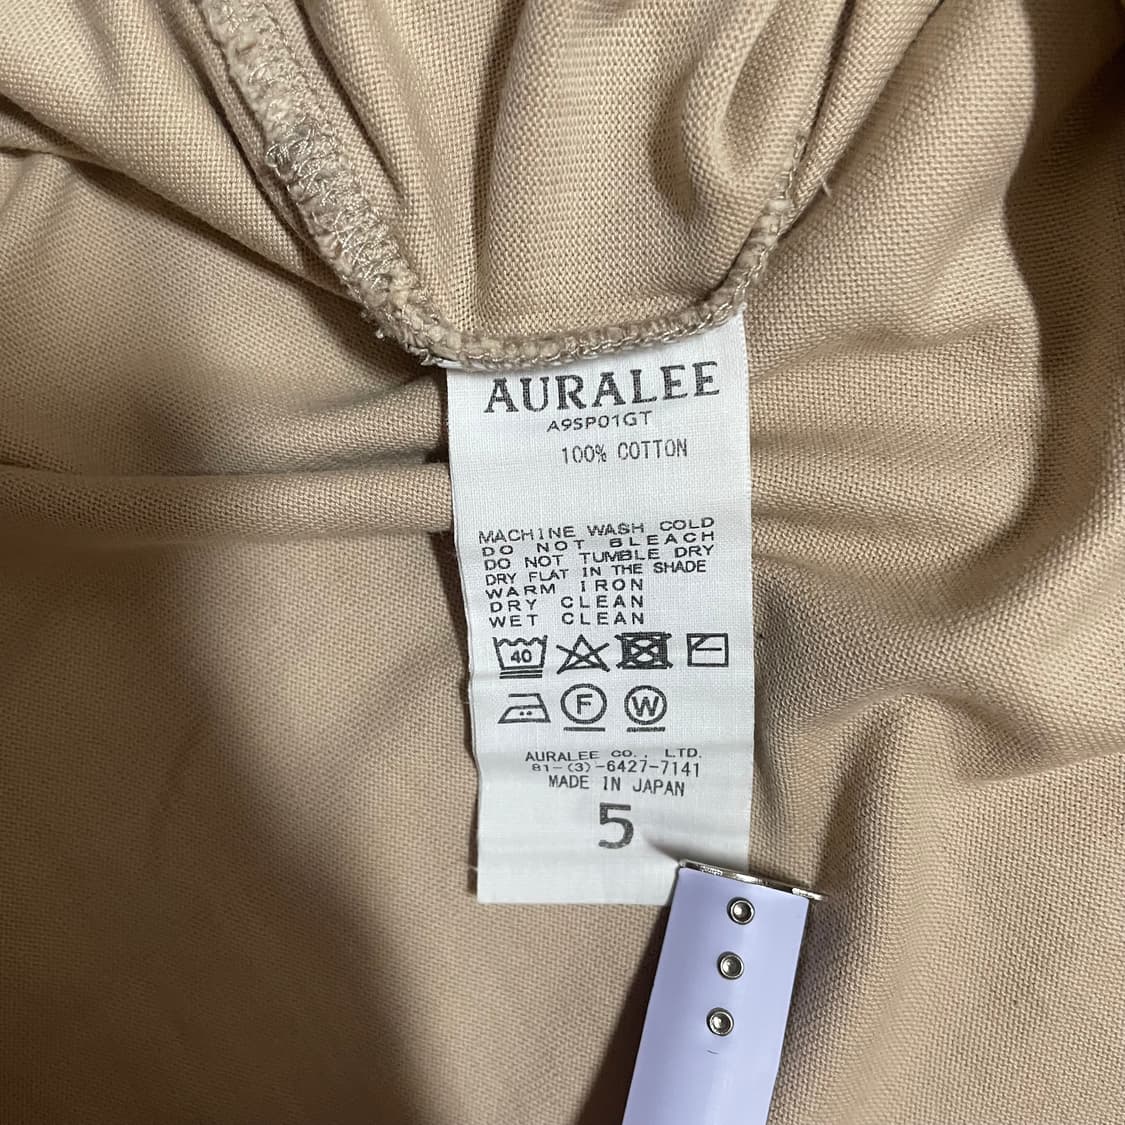 AURALEE
A9SP01GT
100% COTTON
MACHINE WASH COLD
DO NOT BLEACH
DO NOT TUMBLE DRY
DRY FLAT IN THE SHADE
WARM IRON
DRY CLEAN
WET CLEAN
40
F W
AURALEE CO., LTD.
81-(3)-6427-7141
MADE IN JAPAN
5